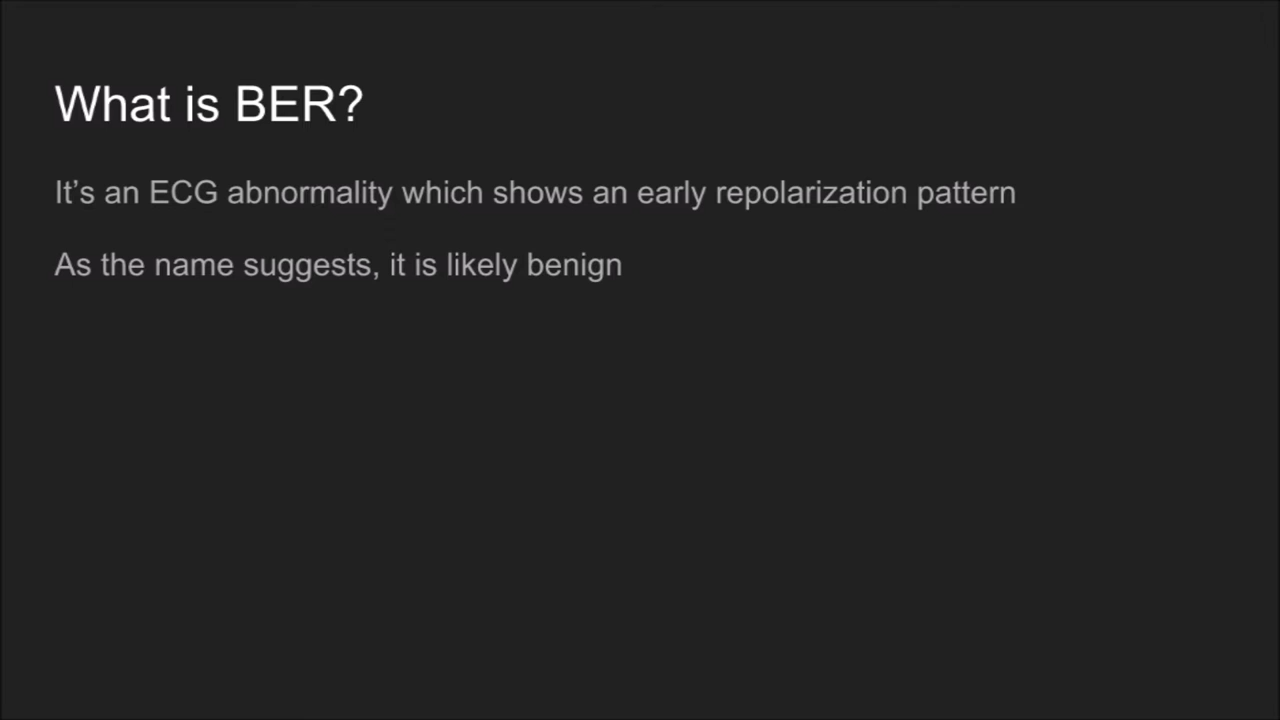 What is BER?
It’s an ECG abnormality which shows an early repolarization pattern
As the name suggests, it is likely benign